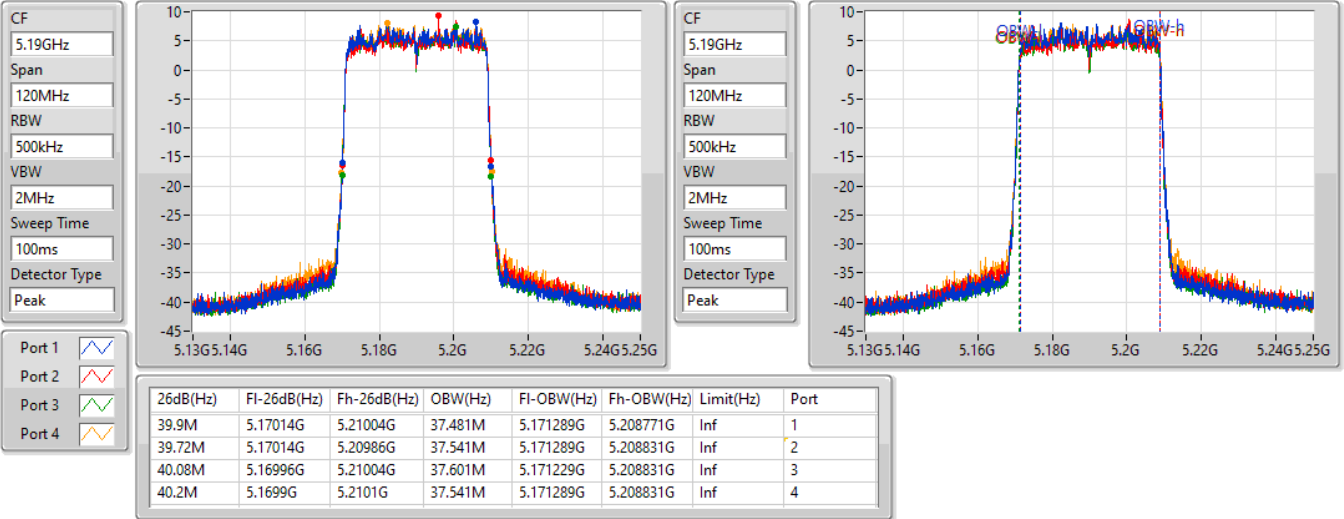 CF
5.19GHz
Span
120MHz
RBW
500kHz
VBW
2MHz
Sweep Time
100ms
Detector Type
Peak
10
5
0
-5
-10
-15
-20
-25
-30
-35
-40
-45
5.13G 5.14G 5.16G 5.18G 5.2G 5.22G 5.24G 5.25G
CF
5.19GHz
Span
120MHz
RBW
500kHz
VBW
2MHz
Sweep Time
100ms
Detector Type
Peak
10
5
0
-5
-10
-15
-20
-25
-30
-35
-40
-45
OBW-h
5.13G 5.14G 5.16G 5.18G 5.2G 5.22G 5.24G 5.25G
Port 1
Port 2
Port 3
Port 4
26dB(Hz) Fl-26dB(Hz) Fh-26dB(Hz) OBW(Hz) Fl-OBW(Hz) Fh-OBW(Hz) Limit(Hz) Port
39.9M 5.17014G 5.21004G 37.481M 5.171289G 5.208771G Inf 1
39.72M 5.17014G 5.20986G 37.541M 5.171289G 5.208831G Inf 2
40.08M 5.16996G 5.21004G 37.601M 5.171229G 5.208831G Inf 3
40.2M 5.1699G 5.2101G 37.541M 5.171289G 5.208831G Inf 4